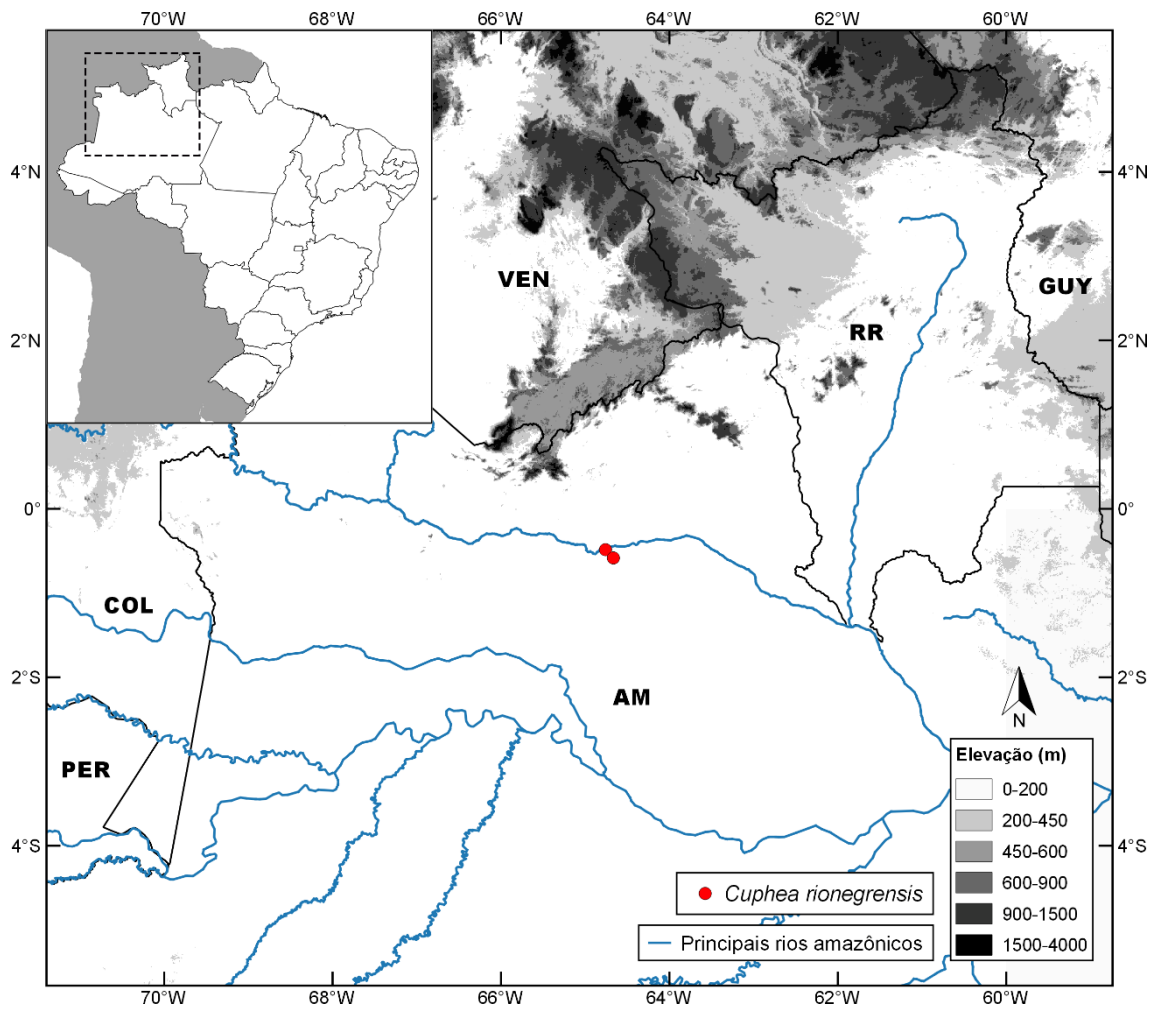 70°W 68°W 66°W 64°W 62°W 60°W
4°N 4°N
VEN
GUY
RR
2°N 2°N
0° 0°
COL
2°S 2°S
AM
N
PER
Elevação (m)
0-200
200-450
450-600
600-900
900-1500
1500-4000
4°S 4°S
Cuphea rionegrensis
Principais rios amazônicos
70°W 68°W 66°W 64°W 62°W 60°W